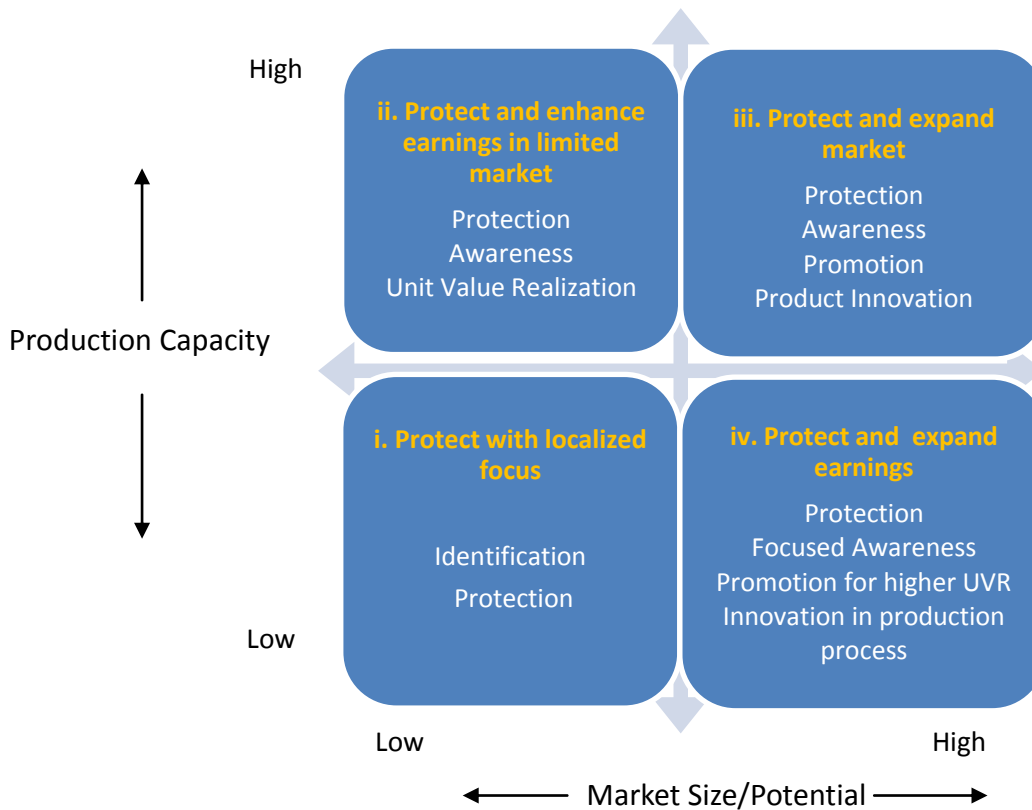 High
ii. Protect and enhance
earnings in limited
market
Protection
Awareness
Unit Value Realization
iii. Protect and expand
market
Protection
Awareness
Promotion
Product Innovation
Production Capacity
i. Protect with localized
focus
Identification
Protection
iv. Protect and expand
earnings
Protection
Focused Awareness
Promotion for higher UVR
Innovation in production
process
Low
Low
High
Market Size/Potential